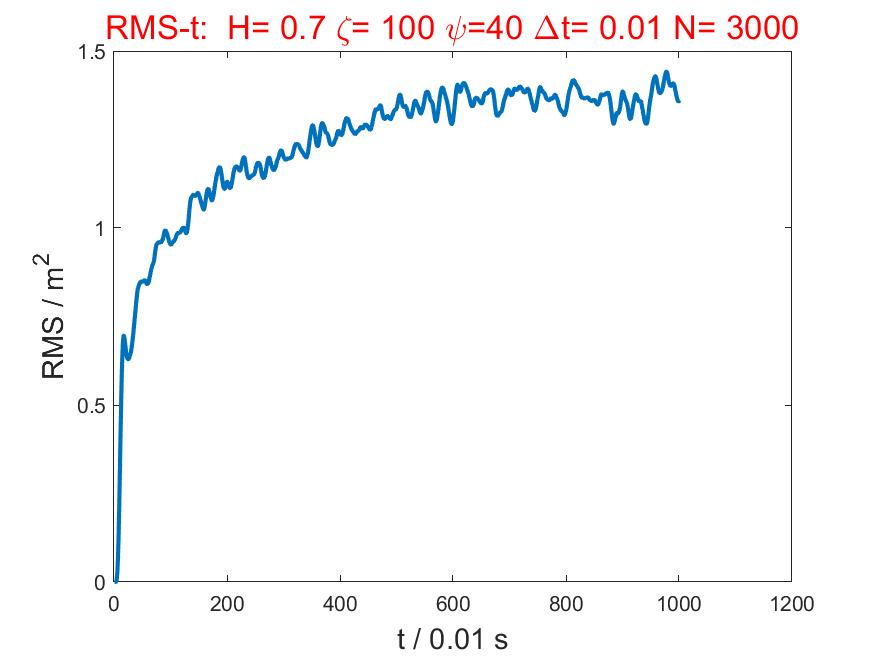 RMS-t: H= 0.7 ζ= 100 ψ=40 Δt= 0.01 N= 3000
1.5
1
0.5
0
RMS / m²
0 200 400 600 800 1000 1200
t / 0.01 s